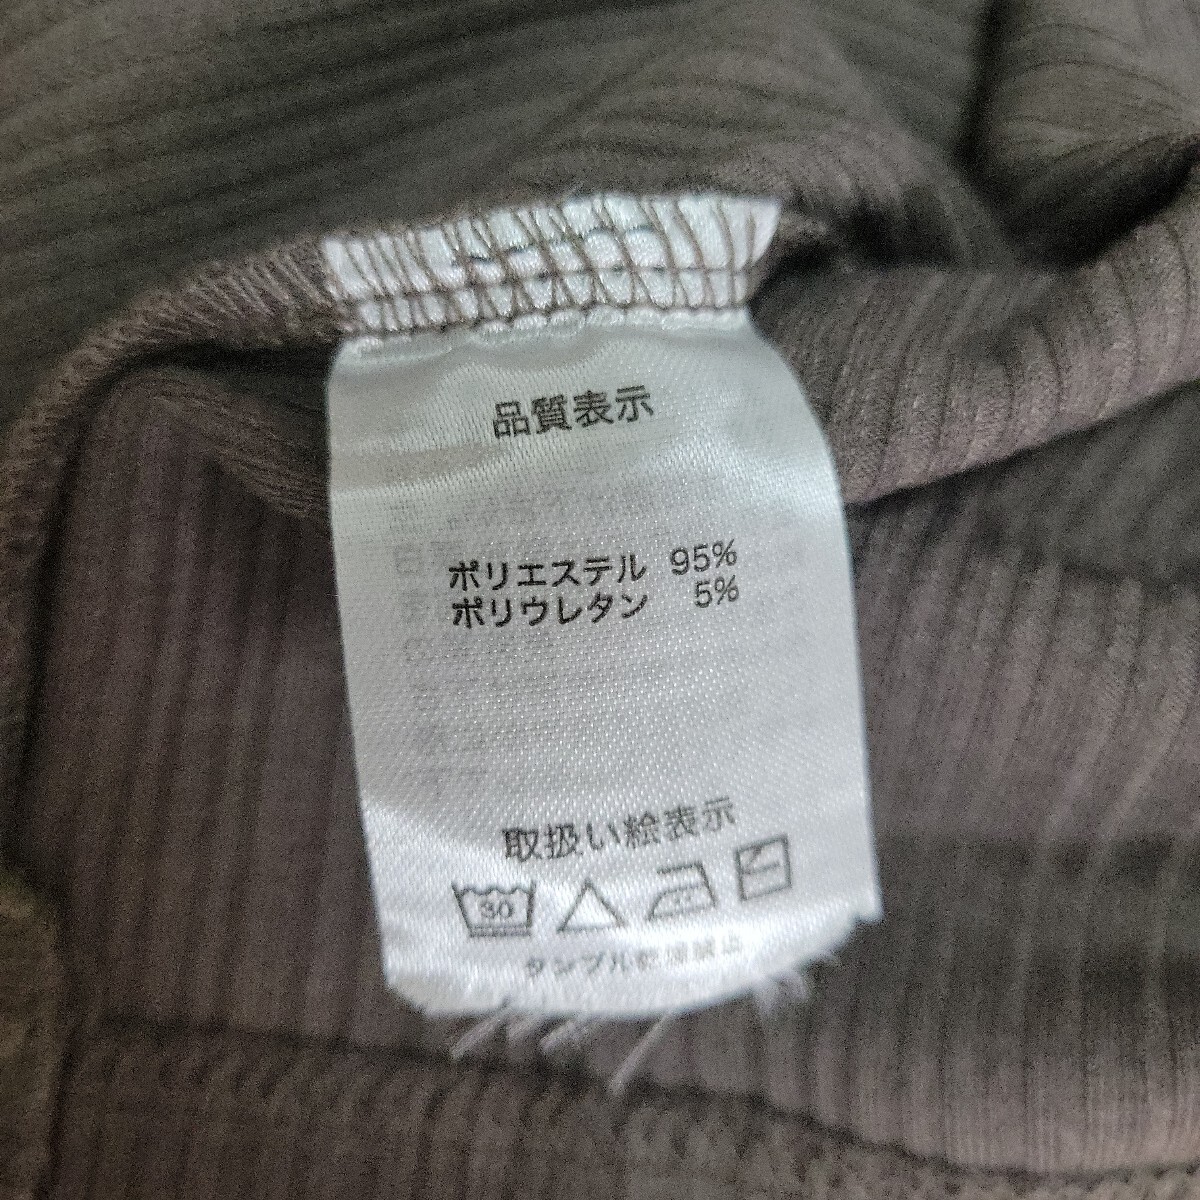 品質表示
ポリエステル 95%
ポリウレタン 5%
取扱い絵表示
30
タンブル乾燥禁止